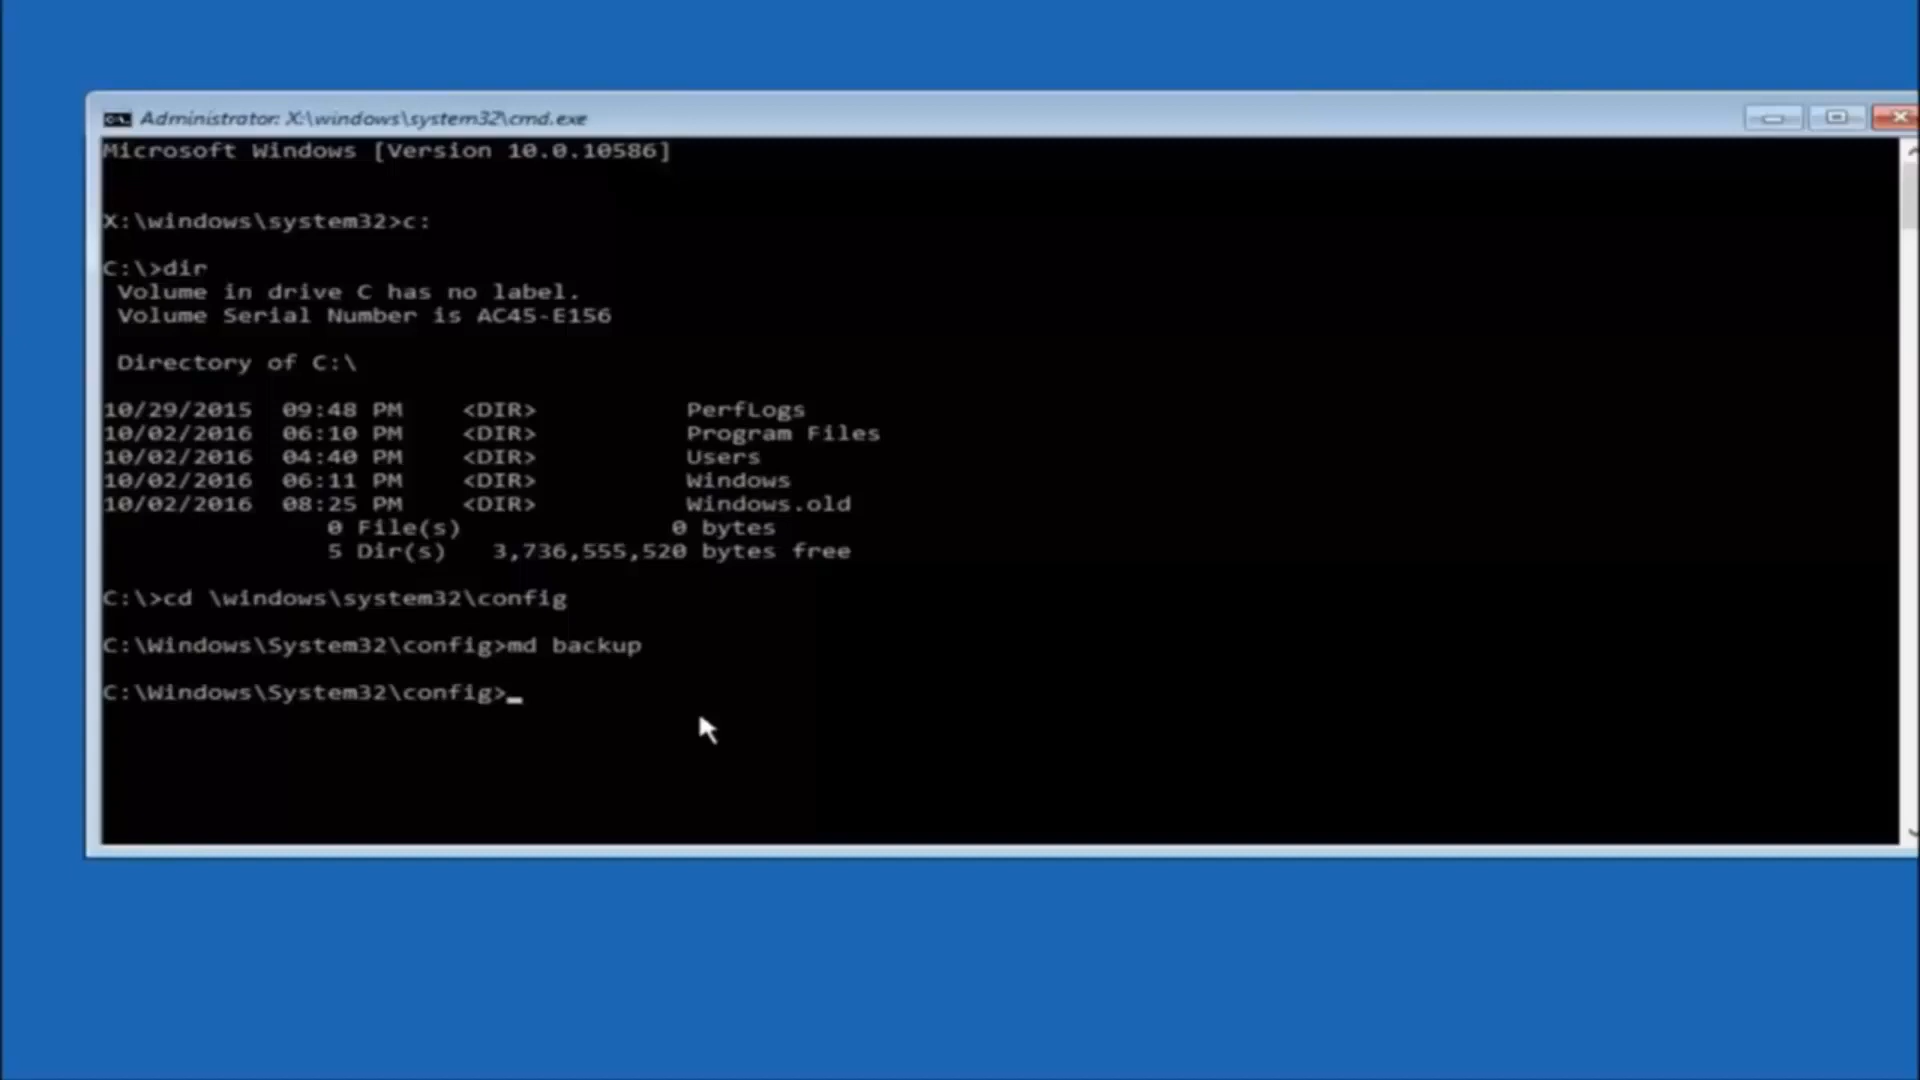 Administrator: X:\windows\system32\cmd.exe
Microsoft Windows [Version 10.0.10586]
X:\windows\system32>c:
C:\>dir
Volume in drive C has no label.
Volume Serial Number is AC45-E156
Directory of C:\
10/29/2015  09:48 PM    <DIR>          PerfLogs
10/02/2016  06:10 PM    <DIR>          Program Files
10/02/2016  04:40 PM    <DIR>          Users
10/02/2016  06:11 PM    <DIR>          Windows
10/02/2016  08:25 PM    <DIR>          Windows.old
0 File(s)              0 bytes
5 Dir(s)   3,736,555,520 bytes free
C:\>cd \windows\system32\config
C:\Windows\System32\config>md backup
C:\Windows\System32\config>_